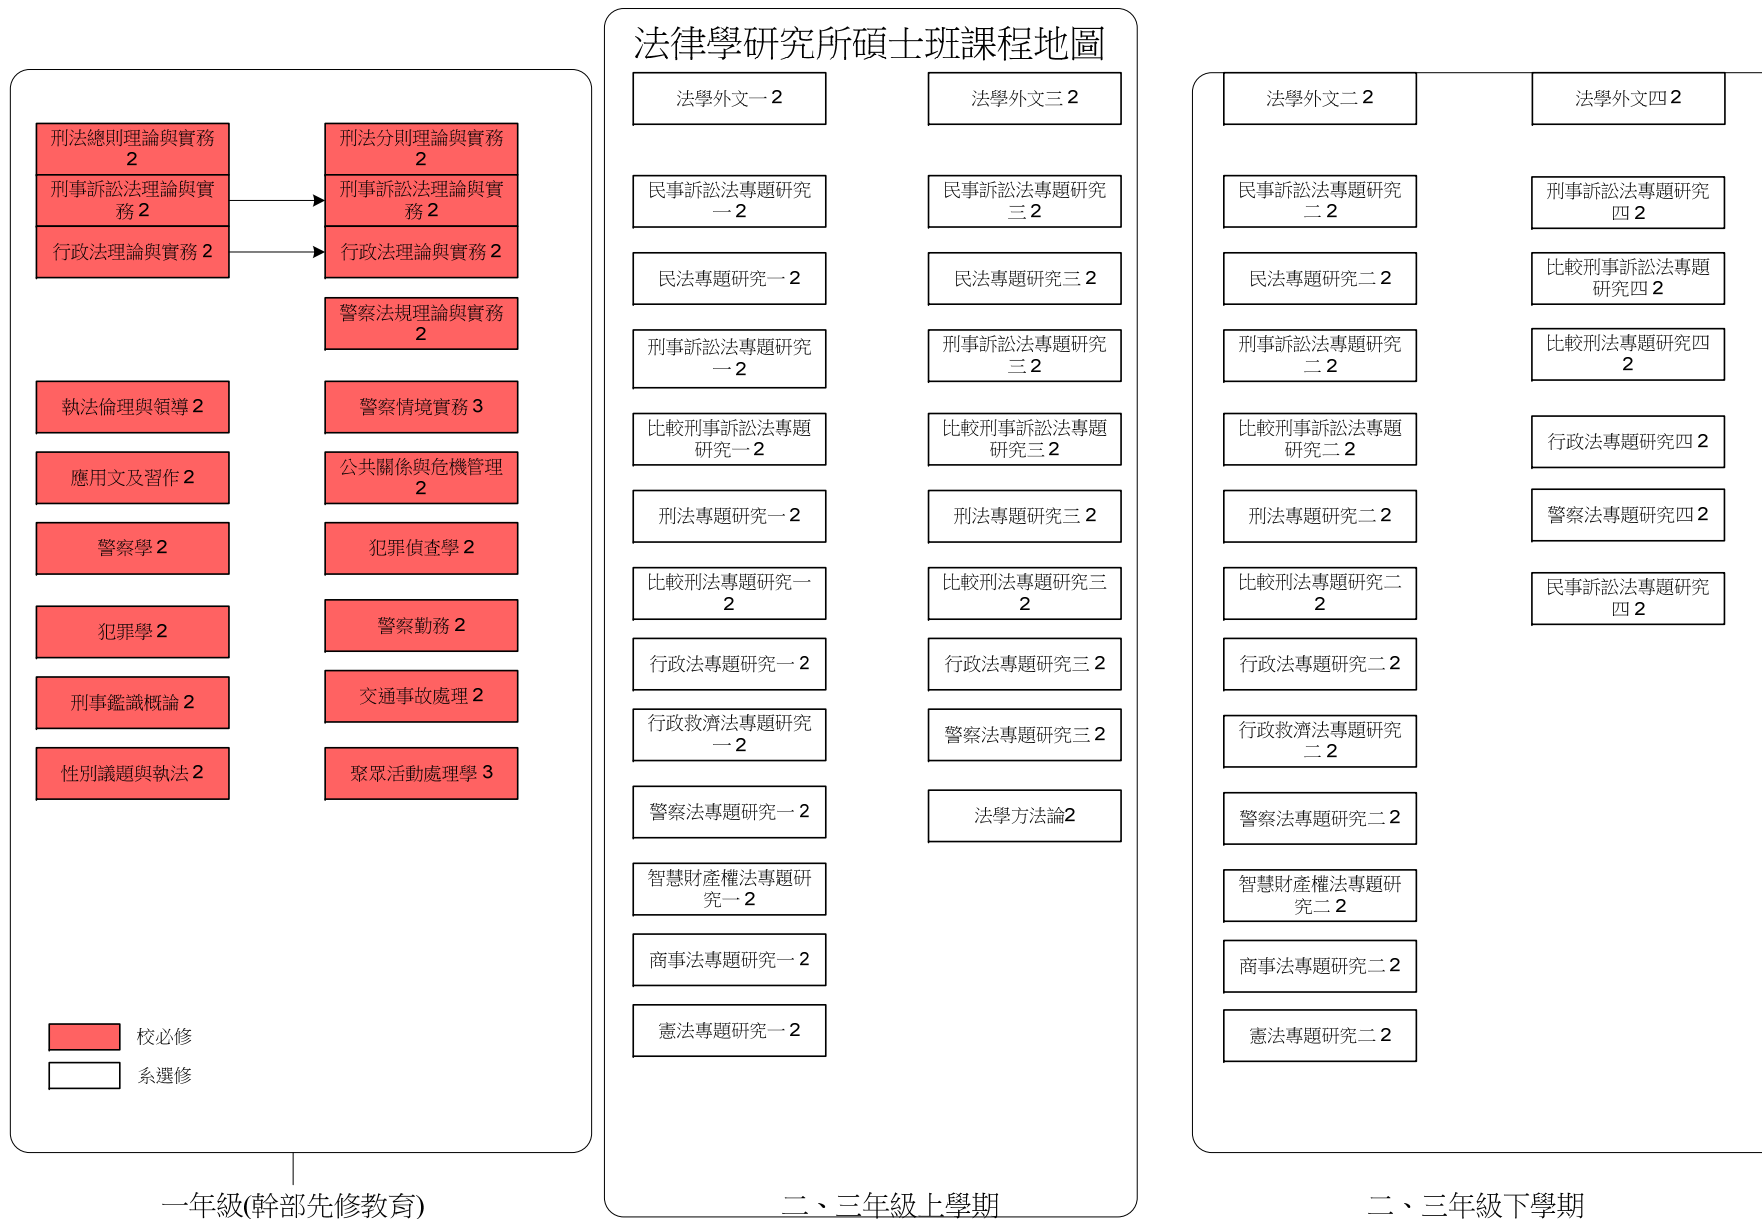 法律學研究所碩士班課程地圖
刑法總則理論與實務
2
刑事訴訟法理論與實
務 2
行政法理論與實務 2
執法倫理與領導 2
應用文及習作 2
警察學 2
犯罪學 2
刑事鑑識概論 2
性別議題與執法 2
刑法分則理論與實務
2
刑事訴訟法理論與實
務 2
行政法理論與實務 2
警察法規理論與實務
2
警察情境實務 3
公共關係與危機管理
2
犯罪偵查學 2
警察勤務 2
交通事故處理 2
聚眾活動處理學 3
校必修
系選修
一年級(幹部先修教育)
法學外文一 2
民事訴訟法專題研究
一 2
民法專題研究一 2
刑事訴訟法專題研究
一 2
比較刑事訴訟法專題
研究一 2
刑法專題研究一 2
比較刑法專題研究一
2
行政法專題研究一 2
行政救濟法專題研究
一 2
警察法專題研究一 2
智慧財產權法專題研
究一 2
商事法專題研究一 2
憲法專題研究一 2
法學外文三 2
民事訴訟法專題研究
三 2
民法專題研究三 2
刑事訴訟法專題研究
三 2
比較刑事訴訟法專題
研究三 2
刑法專題研究三 2
比較刑法專題研究三
2
行政法專題研究三 2
警察法專題研究三 2
法學方法論2
二、三年級上學期
法學外文二 2
民事訴訟法專題研究
二 2
民法專題研究二 2
刑事訴訟法專題研究
二 2
比較刑事訴訟法專題
研究二 2
刑法專題研究二 2
比較刑法專題研究二
2
行政法專題研究二 2
行政救濟法專題研究
二 2
警察法專題研究二 2
智慧財產權法專題研
究二 2
商事法專題研究二 2
憲法專題研究二 2
法學外文四 2
刑事訴訟法專題研究
四 2
比較刑事訴訟法專題
研究四 2
比較刑法專題研究四
2
行政法專題研究四 2
警察法專題研究四 2
民事訴訟法專題研究
四 2
二、三年級下學期